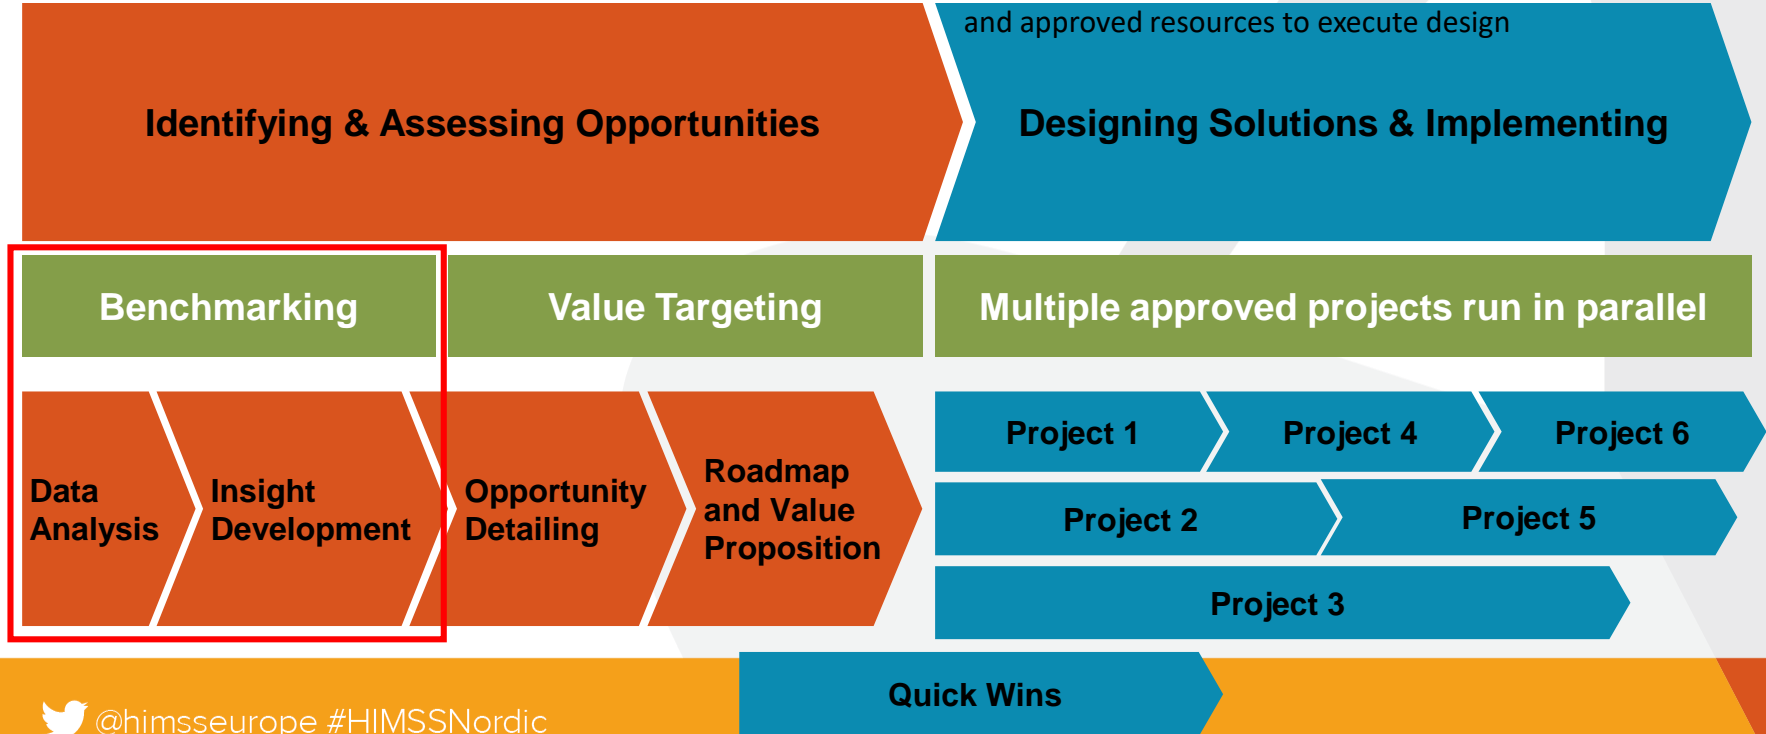 and approved resources to execute design
Identifying & Assessing Opportunities
Designing Solutions & Implementing
Benchmarking
Value Targeting
Multiple approved projects run in parallel
Data
Analysis
Insight
Development
Opportunity
Detailing
Roadmap
and Value
Proposition
Project 1
Project 4
Project 6
Project 2
Project 5
Project 3
Quick Wins
@himsseurope #HIMSSNordic